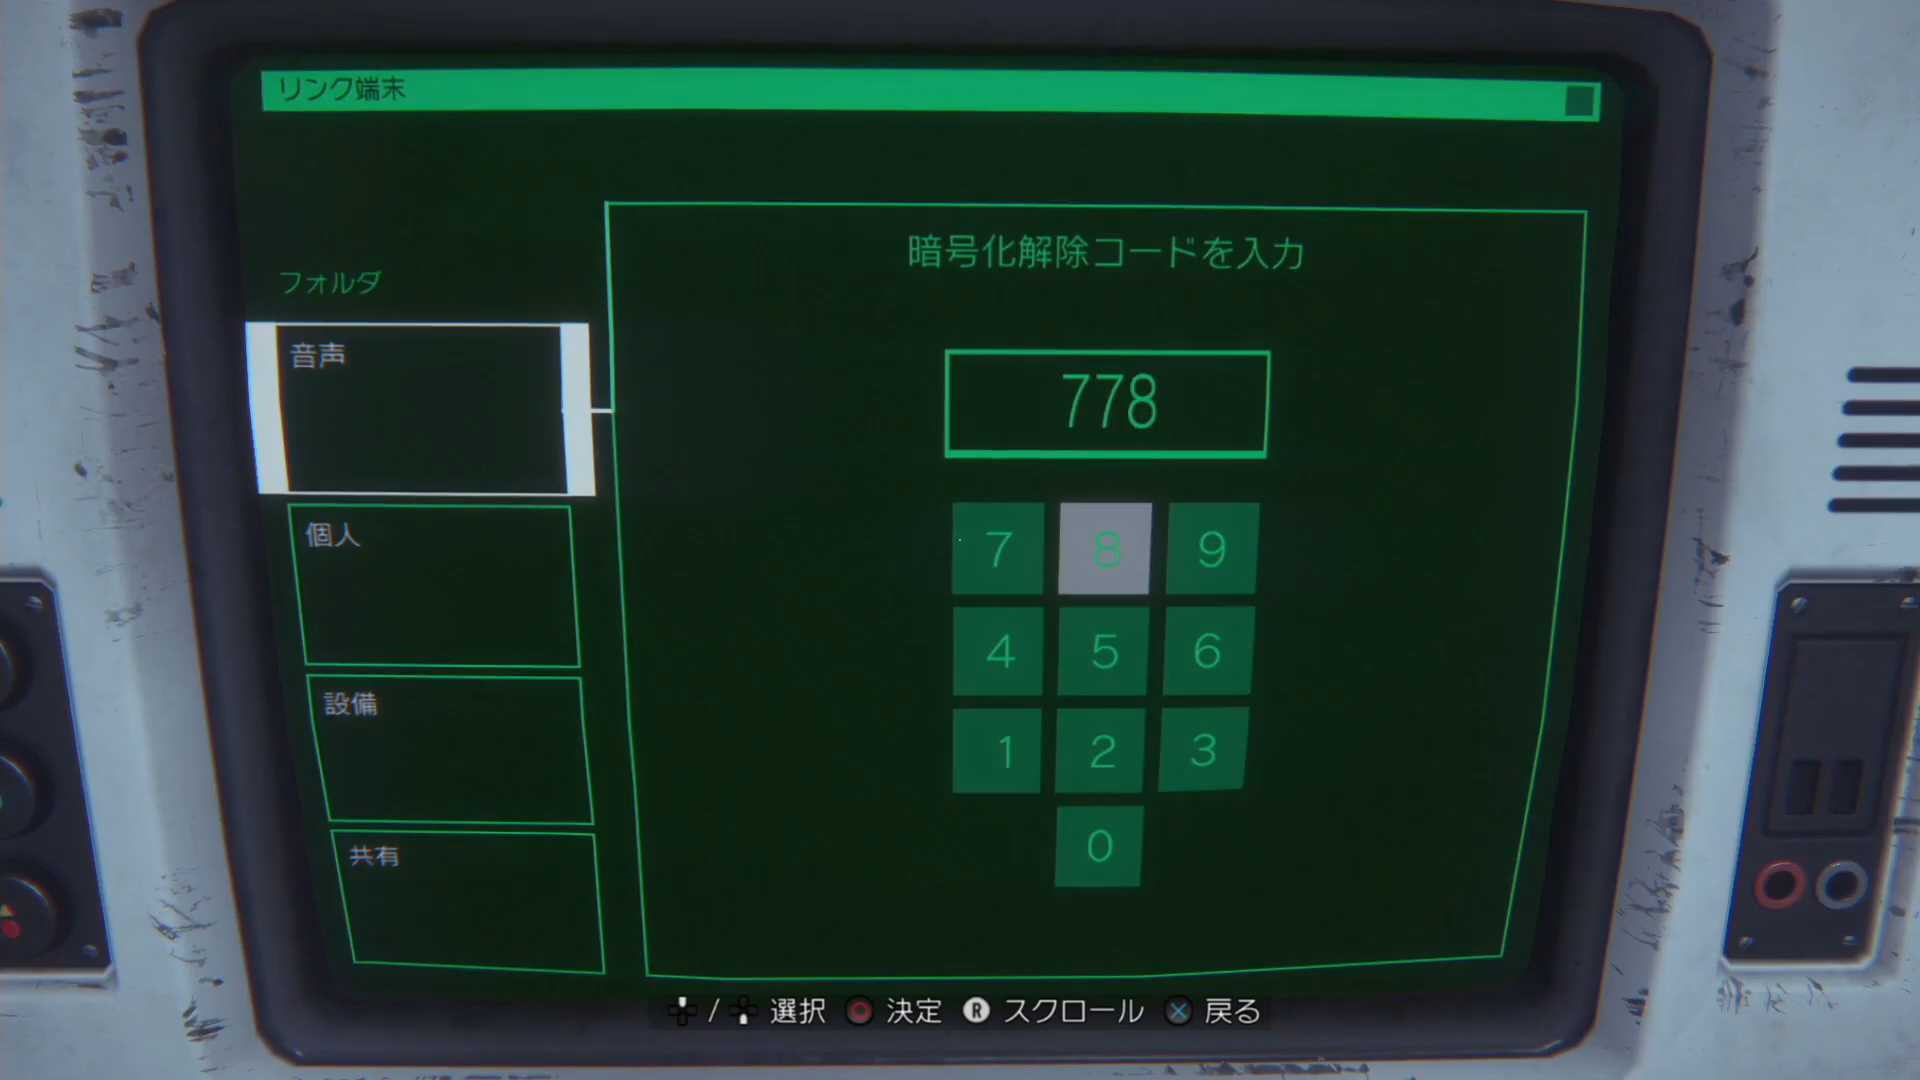 リンク端末
フォルダ
音声
個人
設備
共有
暗号化解除コードを入力
778
7 8 9
4 5 6
1 2 3
0
/ 選択 決定 R スクロール 戻る